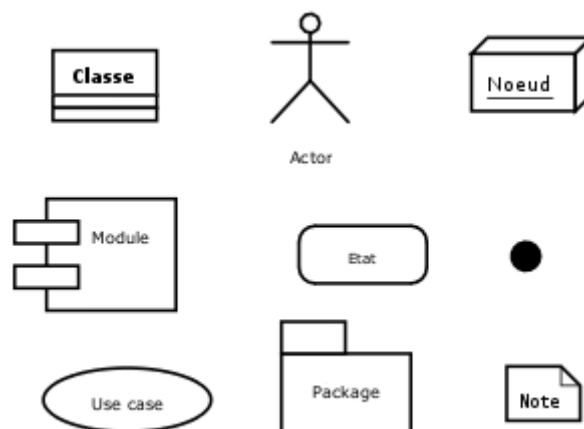 Classe
Noeud
Actor
Module
Etat
Use case
Package
Note